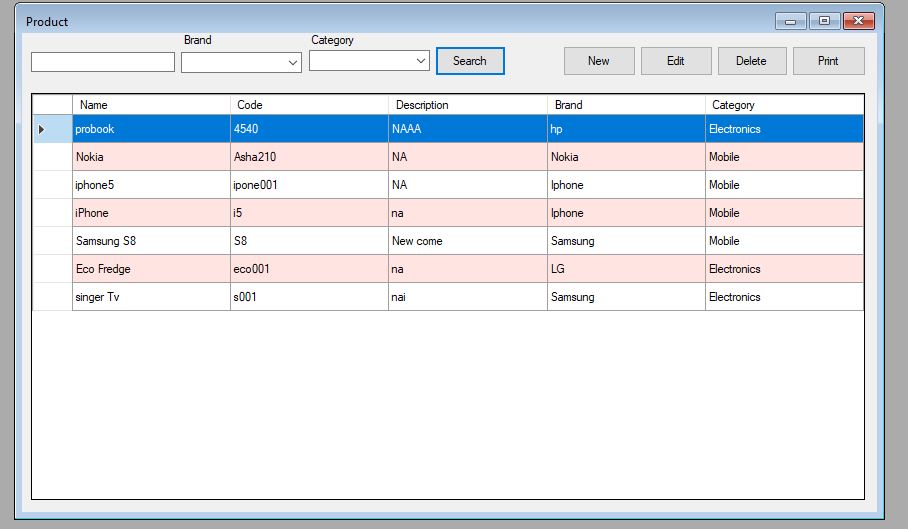 Product
Brand Category
Search New Edit Delete Print
Name Code Description Brand Category
probook 4540 NAAA hp Electronics
Nokia Asha210 NA Nokia Mobile
iphone5 ipone001 NA Iphone Mobile
iPhone i5 na Iphone Mobile
Samsung S8 S8 New come Samsung Mobile
Eco Fredge eco001 na LG Electronics
singer Tv s001 nai Samsung Electronics